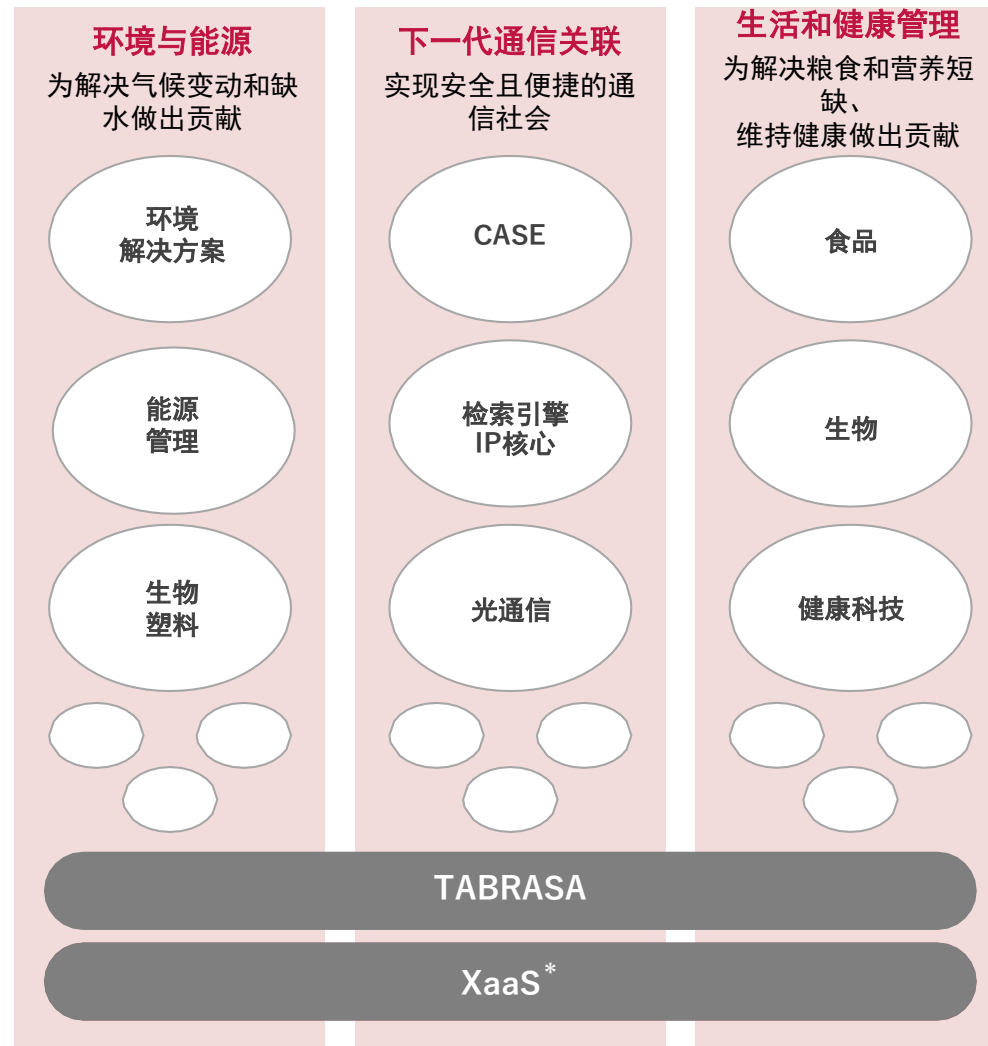 环境与能源
为解决气候变动和缺
水做出贡献
环境
解决方案
能源
管理
生物
塑料
下一代通信关联
实现安全且便捷的通
信社会
CASE
检索引擎
IP核心
光通信
生活和健康管理
为解决粮食和营养短
缺、
维持健康做出贡献
食品
生物
健康科技
TABRASA
XaaS*